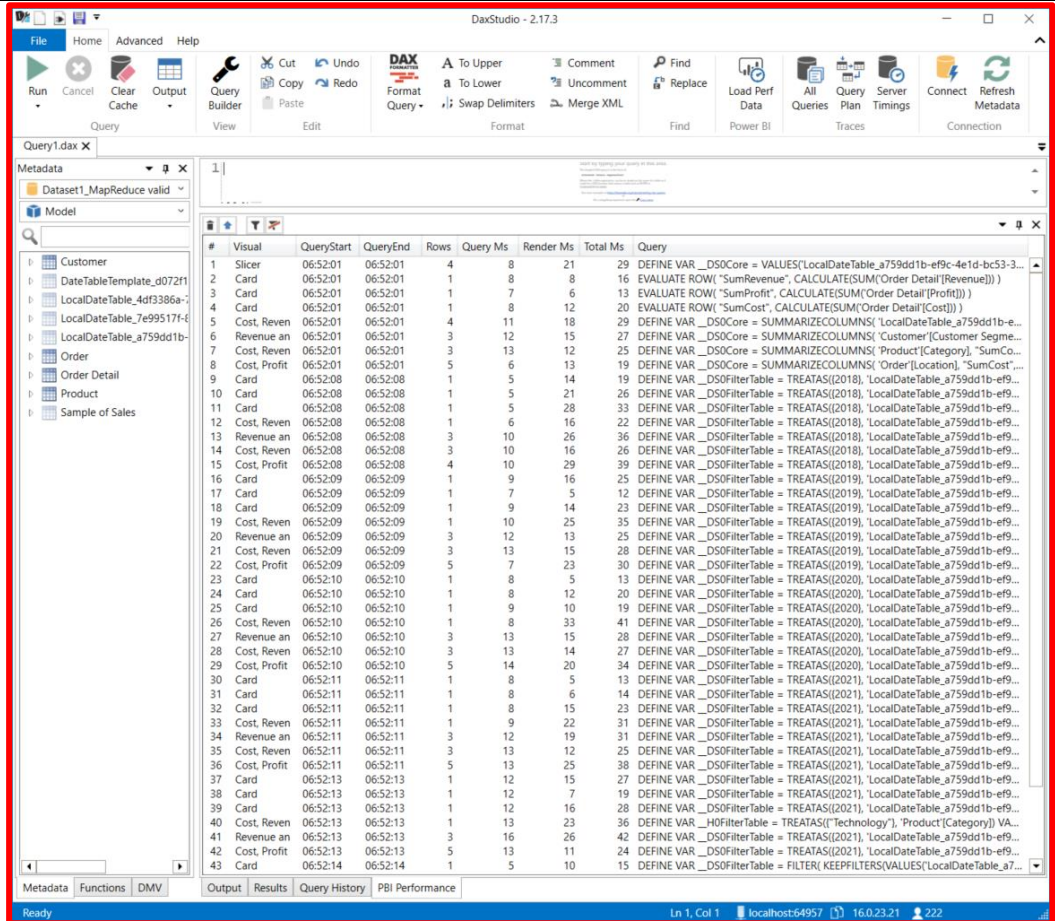 DaxStudio - 2.17.3
File Home Advanced Help
Run Cancel Clear Cache Output Query Builder Cut Copy Paste Undo Redo DAX FORMATTER Format Query A To Upper a To Lower Swap Delimiters Comment Uncomment Merge XML Find Replace Load Perf Data All Queries Query Plan Server Timings Connect Refresh Metadata
Query View Edit Format Find Power BI Traces Connection
Query1.dax
Metadata
Dataset1_MapReduce valid
Model
Customer
DateTableTemplate_d072f1
LocalDateTable_4df3386a-7
LocalDateTable_7e99517f-8
LocalDateTable_a759dd1b-
Order
Order Detail
Product
Sample of Sales
Metadata Functions DMV
1
# Visual QueryStart QueryEnd Rows Query Ms Render Ms Total Ms Query
1 Slicer 06:52:01 06:52:01 4 8 21 29 DEFINE VAR __DS0Core = VALUES('LocalDateTable_a759dd1b-ef9c-4e1d-bc53-3...
2 Card 06:52:01 06:52:01 1 8 8 16 EVALUATE ROW( "SumRevenue", CALCULATE(SUM('Order Detail'[Revenue])) )
3 Card 06:52:01 06:52:01 1 7 6 13 EVALUATE ROW( "SumProfit", CALCULATE(SUM('Order Detail'[Profit])) )
4 Card 06:52:01 06:52:01 1 8 12 20 EVALUATE ROW( "SumCost", CALCULATE(SUM('Order Detail'[Cost])) )
5 Cost, Reven 06:52:01 06:52:01 4 11 18 29 DEFINE VAR __DS0Core = SUMMARIZECOLUMNS( 'LocalDateTable_a759dd1b-e...
6 Revenue an 06:52:01 06:52:01 3 12 15 27 DEFINE VAR __DS0Core = SUMMARIZECOLUMNS( 'Customer'[Customer Segme...
7 Cost, Reven 06:52:01 06:52:01 3 13 12 25 DEFINE VAR __DS0Core = SUMMARIZECOLUMNS( 'Product'[Category], "SumCo...
8 Cost, Profit 06:52:01 06:52:01 5 6 13 19 DEFINE VAR __DS0Core = SUMMARIZECOLUMNS( 'Order'[Location], "SumCost",...
9 Card 06:52:08 06:52:08 1 5 14 19 DEFINE VAR __DS0FilterTable = TREATAS({2018}, 'LocalDateTable_a759dd1b-ef9...
10 Card 06:52:08 06:52:08 1 5 21 26 DEFINE VAR __DS0FilterTable = TREATAS({2018}, 'LocalDateTable_a759dd1b-ef9...
11 Card 06:52:08 06:52:08 1 5 28 33 DEFINE VAR __DS0FilterTable = TREATAS({2018}, 'LocalDateTable_a759dd1b-ef9...
12 Cost, Reven 06:52:08 06:52:08 1 6 16 22 DEFINE VAR __DS0FilterTable = TREATAS({2018}, 'LocalDateTable_a759dd1b-ef9...
13 Revenue an 06:52:08 06:52:08 3 10 26 36 DEFINE VAR __DS0FilterTable = TREATAS({2018}, 'LocalDateTable_a759dd1b-ef9...
14 Cost, Reven 06:52:08 06:52:08 3 10 16 26 DEFINE VAR __DS0FilterTable = TREATAS({2018}, 'LocalDateTable_a759dd1b-ef9...
15 Cost, Profit 06:52:08 06:52:08 4 10 29 39 DEFINE VAR __DS0FilterTable = TREATAS({2018}, 'LocalDateTable_a759dd1b-ef9...
16 Card 06:52:09 06:52:09 1 9 16 25 DEFINE VAR __DS0FilterTable = TREATAS({2019}, 'LocalDateTable_a759dd1b-ef9...
17 Card 06:52:09 06:52:09 1 7 5 12 DEFINE VAR __DS0FilterTable = TREATAS({2019}, 'LocalDateTable_a759dd1b-ef9...
18 Card 06:52:09 06:52:09 1 9 14 23 DEFINE VAR __DS0FilterTable = TREATAS({2019}, 'LocalDateTable_a759dd1b-ef9...
19 Cost, Reven 06:52:09 06:52:09 1 10 25 35 DEFINE VAR __DS0FilterTable = TREATAS({2019}, 'LocalDateTable_a759dd1b-ef9...
20 Revenue an 06:52:09 06:52:09 3 12 13 25 DEFINE VAR __DS0FilterTable = TREATAS({2019}, 'LocalDateTable_a759dd1b-ef9...
21 Cost, Reven 06:52:09 06:52:09 3 13 15 28 DEFINE VAR __DS0FilterTable = TREATAS({2019}, 'LocalDateTable_a759dd1b-ef9...
22 Cost, Profit 06:52:09 06:52:09 5 7 23 30 DEFINE VAR __DS0FilterTable = TREATAS({2019}, 'LocalDateTable_a759dd1b-ef9...
23 Card 06:52:10 06:52:10 1 8 5 13 DEFINE VAR __DS0FilterTable = TREATAS({2020}, 'LocalDateTable_a759dd1b-ef9...
24 Card 06:52:10 06:52:10 1 8 12 20 DEFINE VAR __DS0FilterTable = TREATAS({2020}, 'LocalDateTable_a759dd1b-ef9...
25 Card 06:52:10 06:52:10 1 9 10 19 DEFINE VAR __DS0FilterTable = TREATAS({2020}, 'LocalDateTable_a759dd1b-ef9...
26 Cost, Reven 06:52:10 06:52:10 1 8 33 41 DEFINE VAR __DS0FilterTable = TREATAS({2020}, 'LocalDateTable_a759dd1b-ef9...
27 Revenue an 06:52:10 06:52:10 3 13 15 28 DEFINE VAR __DS0FilterTable = TREATAS({2020}, 'LocalDateTable_a759dd1b-ef9...
28 Cost, Reven 06:52:10 06:52:10 3 13 14 27 DEFINE VAR __DS0FilterTable = TREATAS({2020}, 'LocalDateTable_a759dd1b-ef9...
29 Cost, Profit 06:52:10 06:52:10 5 14 20 34 DEFINE VAR __DS0FilterTable = TREATAS({2020}, 'LocalDateTable_a759dd1b-ef9...
30 Card 06:52:11 06:52:11 1 8 5 13 DEFINE VAR __DS0FilterTable = TREATAS({2021}, 'LocalDateTable_a759dd1b-ef9...
31 Card 06:52:11 06:52:11 1 8 6 14 DEFINE VAR __DS0FilterTable = TREATAS({2021}, 'LocalDateTable_a759dd1b-ef9...
32 Card 06:52:11 06:52:11 1 8 15 23 DEFINE VAR __DS0FilterTable = TREATAS({2021}, 'LocalDateTable_a759dd1b-ef9...
33 Cost, Reven 06:52:11 06:52:11 1 9 22 31 DEFINE VAR __DS0FilterTable = TREATAS({2021}, 'LocalDateTable_a759dd1b-ef9...
34 Revenue an 06:52:11 06:52:11 3 12 19 31 DEFINE VAR __DS0FilterTable = TREATAS({2021}, 'LocalDateTable_a759dd1b-ef9...
35 Cost, Reven 06:52:11 06:52:11 3 13 12 25 DEFINE VAR __DS0FilterTable = TREATAS({2021}, 'LocalDateTable_a759dd1b-ef9...
36 Cost, Profit 06:52:11 06:52:11 5 13 25 38 DEFINE VAR __DS0FilterTable = TREATAS({2021}, 'LocalDateTable_a759dd1b-ef9...
37 Card 06:52:13 06:52:13 1 12 15 27 DEFINE VAR __DS0FilterTable = TREATAS({2021}, 'LocalDateTable_a759dd1b-ef9...
38 Card 06:52:13 06:52:13 1 12 7 19 DEFINE VAR __DS0FilterTable = TREATAS({2021}, 'LocalDateTable_a759dd1b-ef9...
39 Card 06:52:13 06:52:13 1 12 16 28 DEFINE VAR __DS0FilterTable = TREATAS({2021}, 'LocalDateTable_a759dd1b-ef9...
40 Cost, Reven 06:52:13 06:52:13 1 13 23 36 DEFINE VAR __H0FilterTable = TREATAS({"Technology"}, 'Product'[Category]) VA...
41 Revenue an 06:52:13 06:52:13 3 16 26 42 DEFINE VAR __DS0FilterTable = TREATAS({2021}, 'LocalDateTable_a759dd1b-ef9...
42 Cost, Profit 06:52:13 06:52:13 5 13 11 24 DEFINE VAR __DS0FilterTable = TREATAS({2021}, 'LocalDateTable_a759dd1b-ef9...
43 Card 06:52:14 06:52:14 1 5 10 15 DEFINE VAR __DS0FilterTable = FILTER( KEEPFILTERS(VALUES('LocalDateTable_a7...
Output Results Query History PBI Performance
Ready Ln 1, Col 1 localhost:64957 16.0.23.21 222